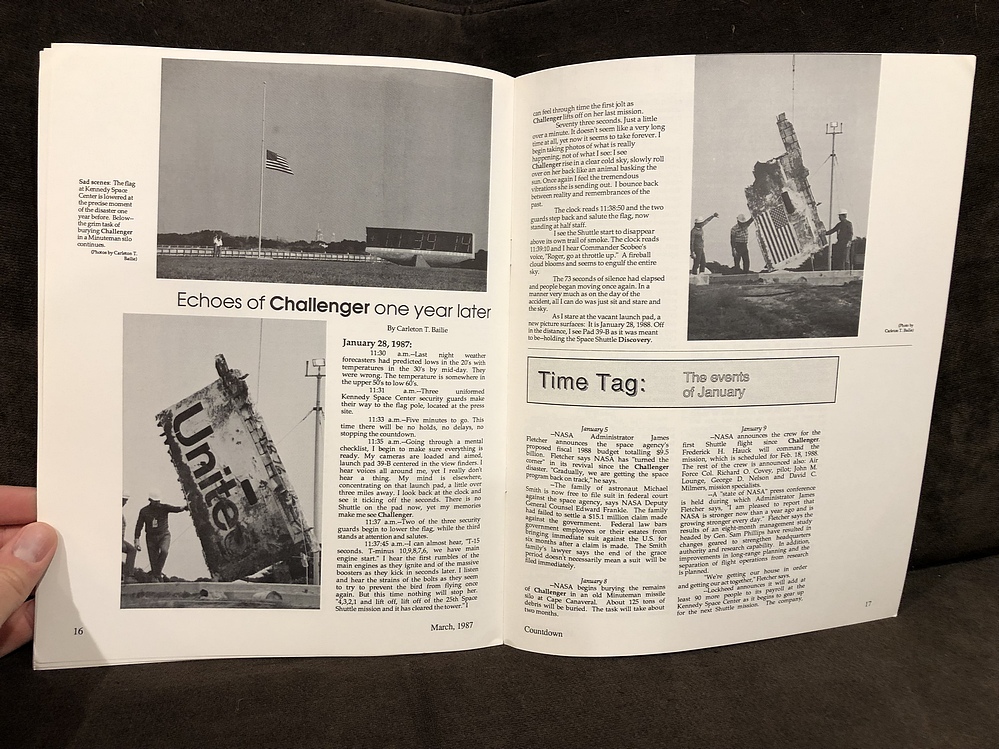 Sad scenes: The flag
at Kennedy Space
Center is lowered at
the precise moment
of the disaster one
year before. Below--
the grim task of
burying Challenger
in a Minuteman silo
continues.
(Photos by Carleton T.
Bailie)
Echoes of Challenger one year later
By Carleton T. Bailie
January 28, 1987:
11:30 a.m.--Last night weather
forecasters had predicted lows in the 20's with
temperatures in the 30's by mid-day. They
were wrong. The temperature is somewhere in
the upper 50's to low 60's.
11:31 a.m.--Three uniformed
Kennedy Space Center security guards make
their way to the flag pole, located at the press
site.
11:33 a.m.--Five minutes to go. This
time there will be no holds, no delays, no
stopping the countdown.
11:35 a.m.--Going through a mental
checklist, I begin to make sure everything is
ready. My cameras are loaded and aimed,
launch pad 39-B centered in the view finders. I
hear voices all around me, yet I really don't
hear a thing. My mind is elsewhere,
concentrating on that launch pad, a little over
three miles away. I look back at the clock and
see it ticking off the seconds. There is no
Shuttle on the pad now, yet my memories
make me see Challenger.
11:37 a.m.--Two of the three security
guards begin to lower the flag, while the third
stands at attention and salutes.
11:37:45 a.m.--I can almost hear, "T-15
seconds. T-minus 10,9,8,7,6, we have main
engine start." I hear the first rumbles of the
main engines as they ignite and of the massive
boosters as they kick in seconds later. I listen
and hear the strains of the bolts as they seem
to try to prevent the bird from flying once
again. But this time nothing will stop her.
"4,3,2,1 and lift off, lift off of the 25th Space
Shuttle mission and it has cleared the tower."I
Unite
16
March, 1987
can feel through time the first jolt as
Challenger lifts off on her last mission.
Seventy three seconds. Just a little
over a minute. It doesn't seem like a very long
time at all, yet now it seems to take forever. I
begin taking photos of what is really
happening, not of what I see: I see
Challenger rise in a clear cold sky, slowly roll
over on her back like an animal basking the
sun. Once again I feel the tremendous
vibrations she is sending out. I bounce back
between reality and remembrances of the
past.
The clock reads 11:38:50 and the two
guards step back and salute the flag, now
standing at half staff.
I see the Shuttle start to disappear
above its own trail of smoke. The clock reads
11:39:10 and I hear Commander Scobee's
voice, "Roger, go at throttle up." A fireball
cloud blooms and seems to engulf the entire
sky.
The 73 seconds of silence had elapsed
and people began moving once again. In a
manner very much as on the day of the
accident, all I can do was just sit and stare and
the sky.
As I stare at the vacant launch pad, a
new picture surfaces: It is January 28, 1988. Off
in the distance, I see Pad 39-B as it was meant
to be--holding the Space Shuttle Discovery.
(Photo by
Carleton T. Bailie)
Time Tag:
The events
of January
January 5
--NASA Administrator James
Fletcher announces the space agency's
proposed fiscal 1988 budget totalling $9.5
billion. Fletcher says NASA has "turned the
corner" in its revival since the Challenger
disaster. "Gradually, we are getting the space
program back on track," he says.
--The family of astronaut Michael
Smith is now free to file suit in federal court
against the space agency, says NASA Deputy
General Counsel Edward Frankle. The family
had failed to settle a $15.1 million claim made
against the government. Federal law bars
government employees or their estates from
bringing immediate suit against the U.S. for
six months after a claim is made. The Smith
family's lawyer says the end of the grace
period doesn't necessarily mean a suit will be
filed immediately.
January 8
--NASA begins burying the remains
of Challenger in an old Minuteman missile
silo at Cape Canaveral. About 125 tons of
debris will be buried. The task will take about
two months.
January 9
--NASA announces the crew for the
first Shuttle flight since Challenger.
Frederick H. Hauck will command the
mission, which is scheduled for Feb. 18, 1988.
The rest of the crew is announced also: Air
Force Col. Richard O. Covey, pilot; John M.
Lounge, George D. Nelson and David C.
Hilmers, mission specialists.
--A "state of NASA" press conference
is held during which Administrator James
Fletcher says, "I am pleased to report that
NASA is stronger now than a year ago and is
growing stronger every day." Fletcher says the
results of an eight-month management study
headed by Gen. Sam Phillips have resulted in
changes geared to strengthen headquarters
authority and research capability. In addition,
improvements in long-range planning and the
separation of flight operations from research
is planned.
"We're getting our house in order
and getting our act together," Fletcher says.
--Lockheed announces it will add at
least 90 more people to its payroll at the
Kennedy Space Center as it begins to gear up
for the next Shuttle mission. The company,
Countdown
17